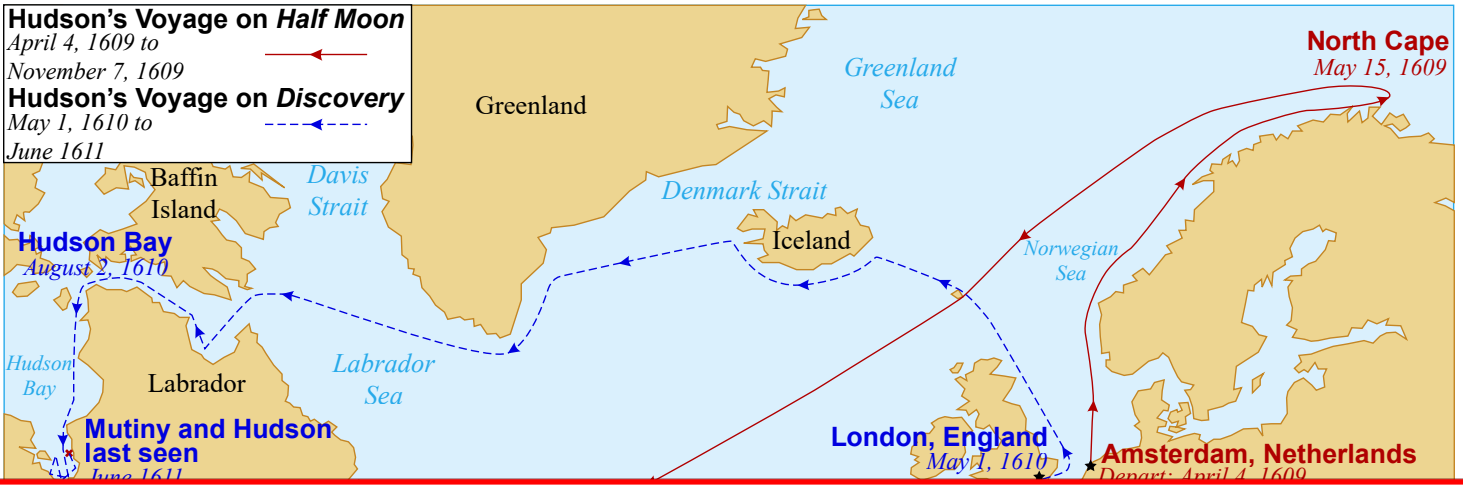 Hudson's Voyage on Half Moon
April 4, 1609 to
November 7, 1609
Hudson's Voyage on Discovery
May 1, 1610 to
June 1611
North Cape
May 15, 1609
Greenland
Sea
Greenland
Baffin
Island
Davis
Strait
Denmark Strait
Iceland
Hudson Bay
August 2, 1610
Norwegian
Sea
Hudson
Bay
Labrador
Labrador
Sea
Mutiny and Hudson
last seen
June 1611
London, England
May 1, 1610
Amsterdam, Netherlands
Depart: April 4, 1609